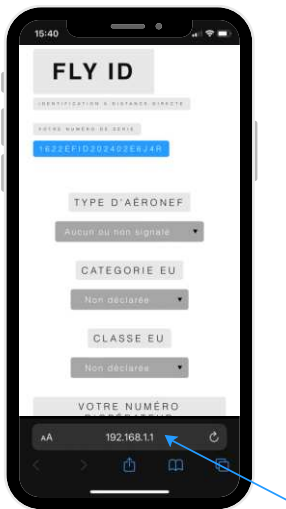 15:40
FLY ID
IDENTIFICATION À DISTANCE DIRECTE
VOTRE NUMÉRO DE SÉRIE
Aucun ou non signalé
TYPE D'AÉRONEF
CATEGORIE EU
Non déclarée
CLASSE EU
Non déclarée
VOTRE NUMÉRO
AA
192.168.1.1